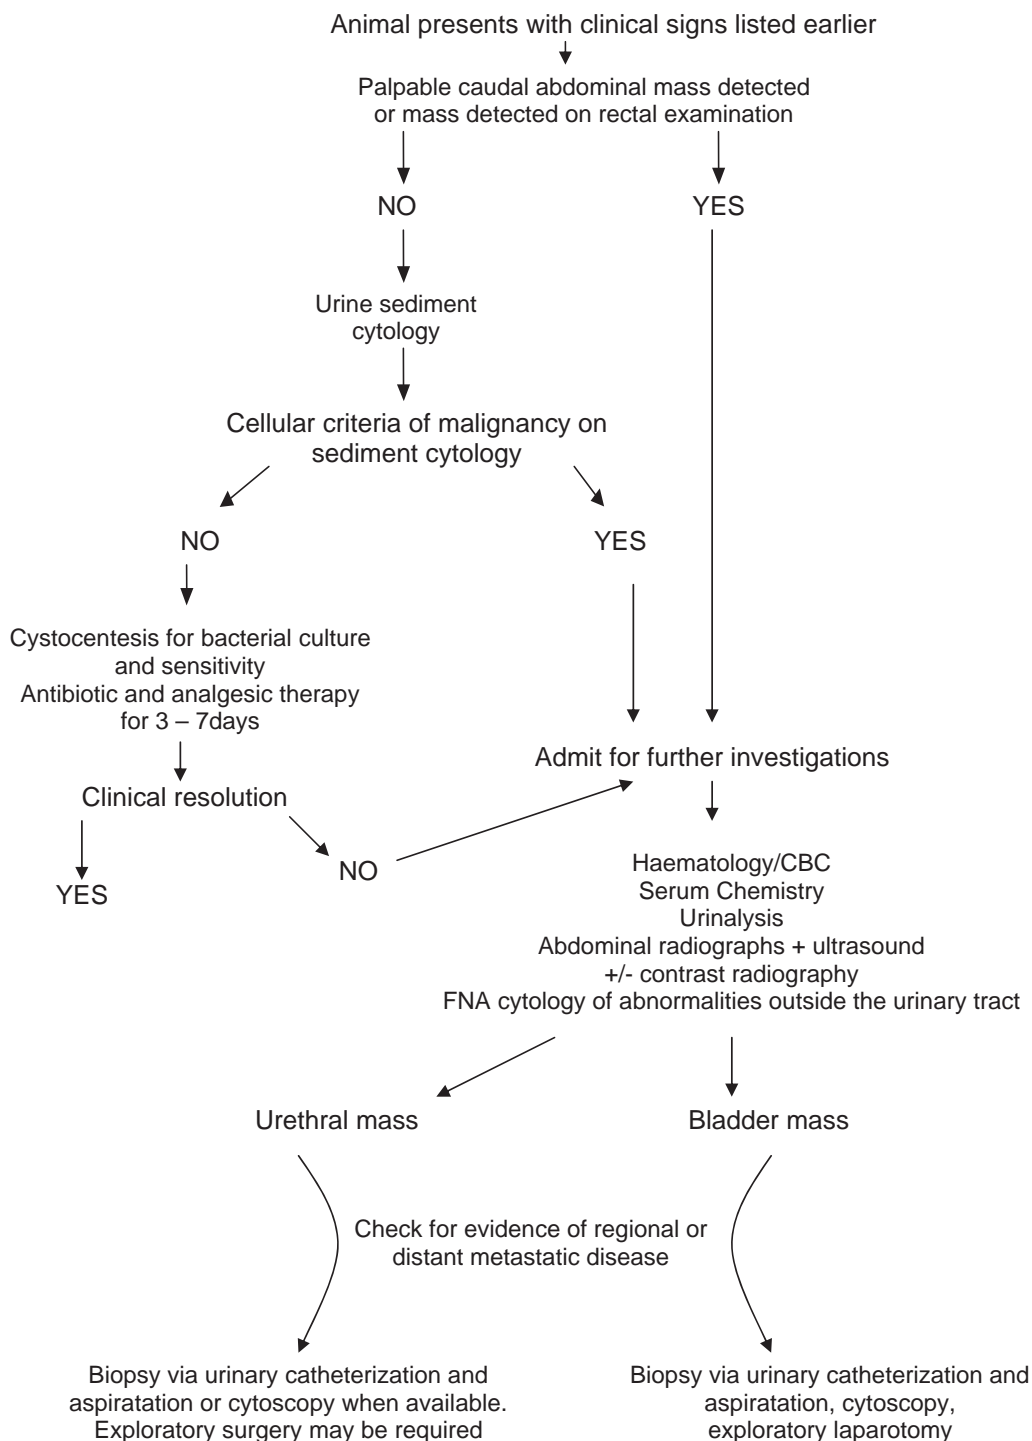 Animal presents with clinical signs listed earlier
Palpable caudal abdominal mass detected
or mass detected on rectal examination
NO
YES
Urine sediment
cytology
Cellular criteria of malignancy on
sediment cytology
NO
YES
Cystocentesis for bacterial culture
and sensitivity
Antibiotic and analgesic therapy
for 3 – 7days
Admit for further investigations
Clinical resolution
NO
YES
Haematology/CBC
Serum Chemistry
Urinalysis
Abdominal radiographs + ultrasound
+/- contrast radiography
FNA cytology of abnormalities outside the urinary tract
Urethral mass
Bladder mass
Check for evidence of regional or
distant metastatic disease
Biopsy via urinary catheterization and
aspiratation or cytoscopy when available.
Exploratory surgery may be required
Biopsy via urinary catheterization and
aspiratation, cytoscopy,
exploratory laparotomy